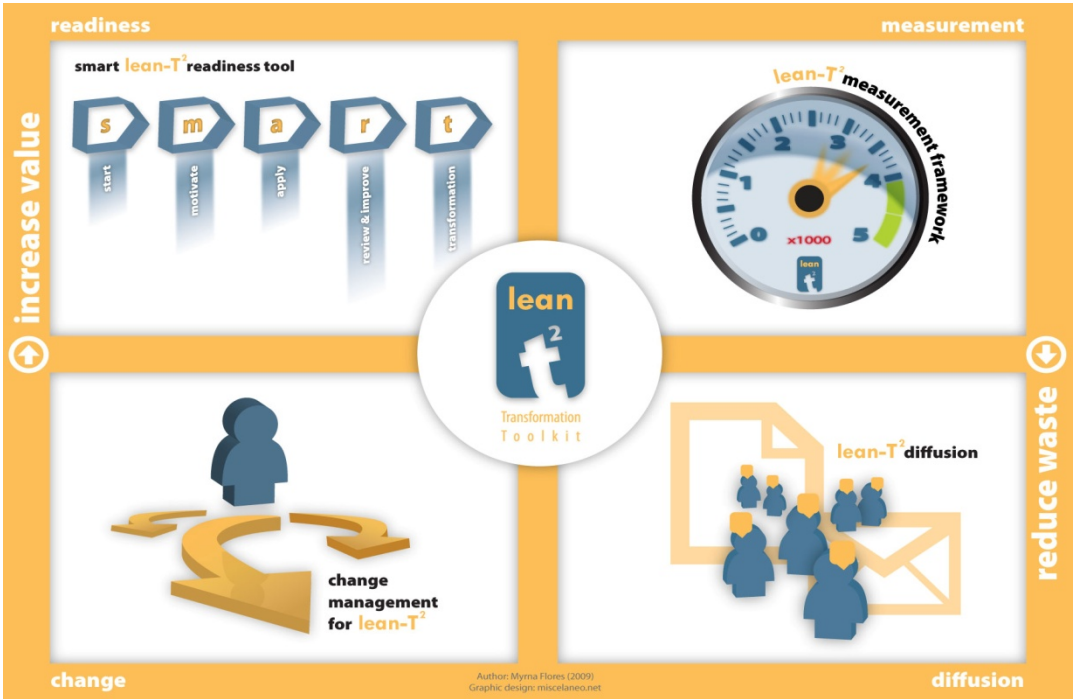 readiness
measurement
smart lean-T² readiness tool
s m a r t
start
motivate
apply
review & improve
transformation
lean-T² measurement framework
0 1 2 3 4 5
x1000
lean
t²
increase value
reduce waste
lean
t²
Transformation
Toolkit
change
management
for lean-T²
lean-T² diffusion
change
Author: Myrna Flores (2009)
Graphic design: miscelaneo.net
diffusion